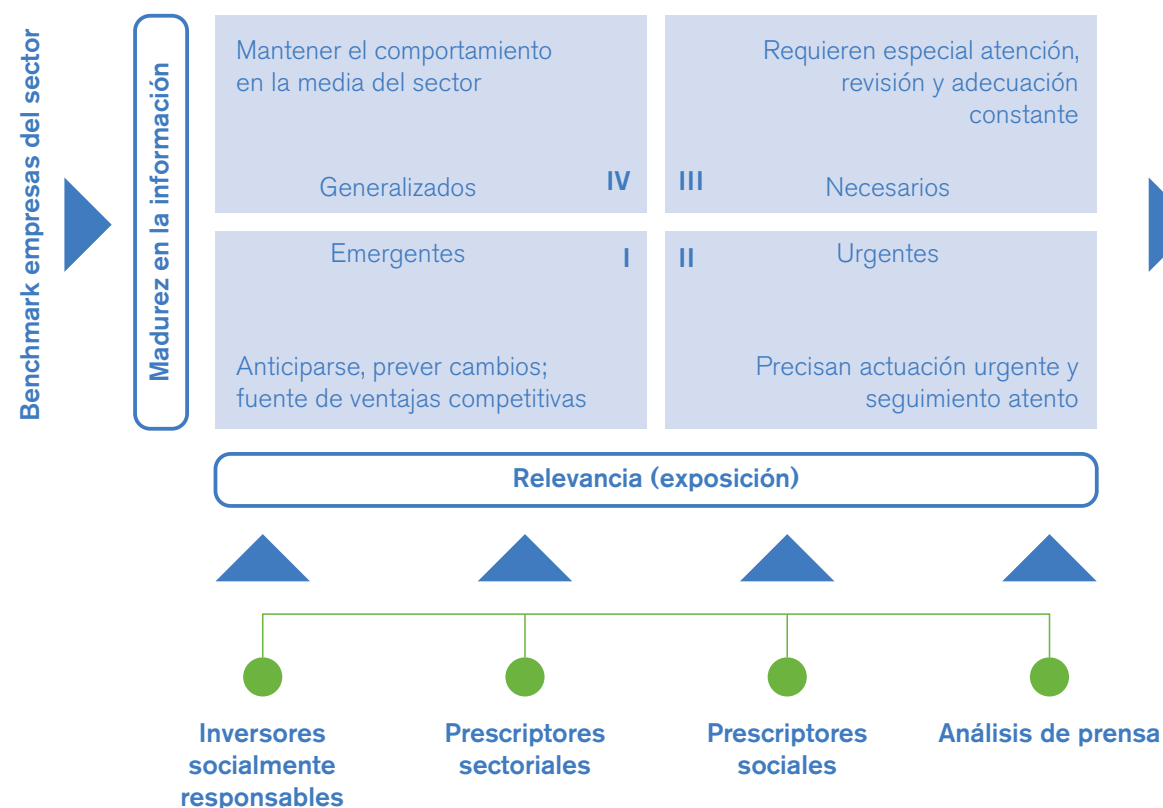 Benchmark empresas del sector
Madurez en la información
Mantener el comportamiento
en la media del sector
Generalizados
IV
Requieren especial atención,
revisión y adecuación
constante
III
Necesarios
Emergentes
I
Anticiparse, prever cambios;
fuente de ventajas competitivas
II
Urgentes
Precisan actuación urgente y
seguimiento atento
Relevancia (exposición)
Inversores
socialmente
responsables
Prescriptores
sectoriales
Prescriptores
sociales
Análisis de prensa